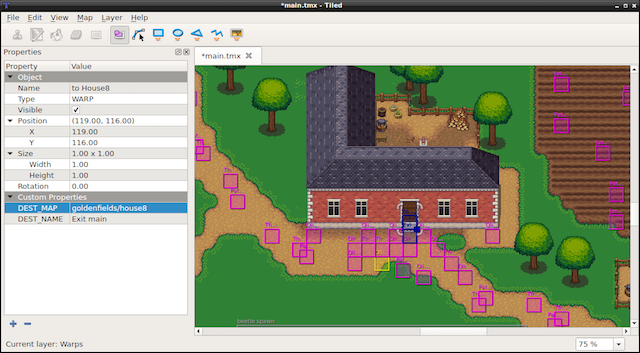 *main.tmx - Tiled
File Edit View Map Layer Help
Properties
*main.tmx
Property Value
Object
Name to House8
Type WARP
Visible
Position (119.00, 116.00)
X 119.00
Y 116.00
Size 1.00 x 1.00
Width 1.00
Height 1.00
Rotation 0.00
Custom Properties
DEST_MAP goldenfields/house8
DEST_NAME Exit main
beetle spawn
Current layer: Warps
75 %